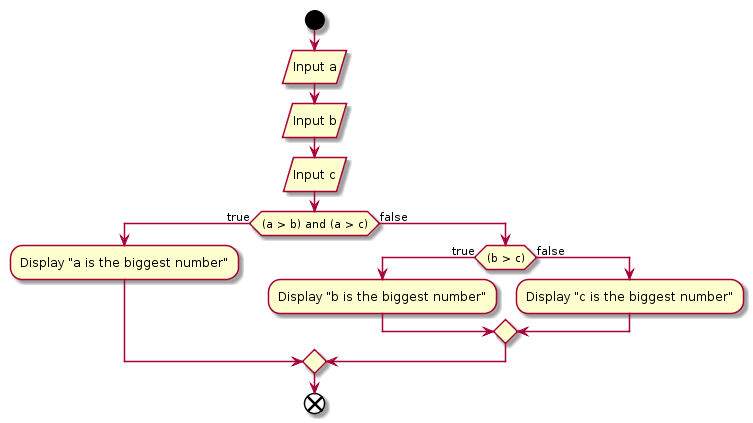 Input a
Input b
Input c
true
(a > b) and (a > c)
false
Display "a is the biggest number"
true
(b > c)
false
Display "b is the biggest number"
Display "c is the biggest number"